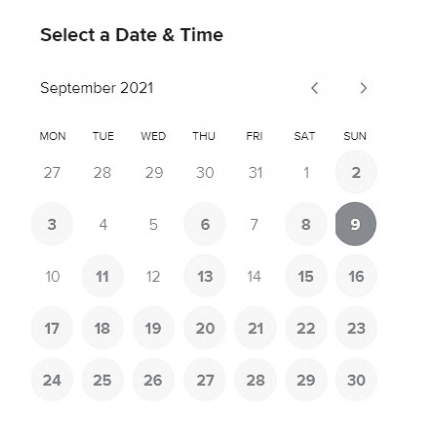 Select a Date & Time
September 2021
MON TUE WED THU FRI SAT SUN
27 28 29 30 31 1 2
3 4 5 6 7 8 9
10 11 12 13 14 15 16
17 18 19 20 21 22 23
24 25 26 27 28 29 30